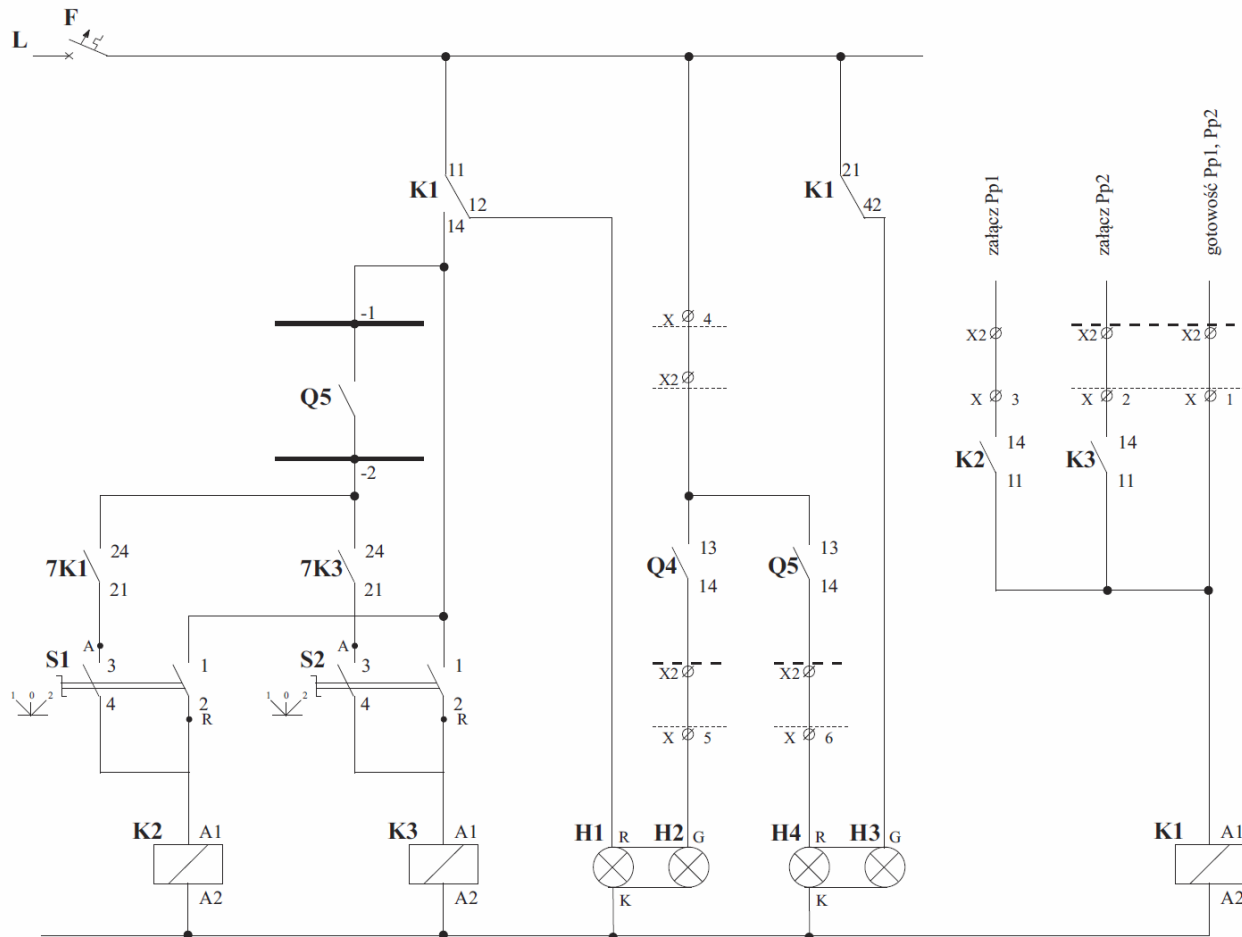 F
L
11
K1
12
14
21
K1
42
załącz Pp1
załącz Pp2
gotowość Pp1, Pp2
-1
X 4
X2
X2
X2
X2
Q5
X 3
X 2
X 1
-2
K2
14
11
K3
14
11
7K1
24
21
7K3
24
21
Q4
13
14
Q5
13
14
A
S1
3
4
1
2
R
1 0 2
A
S2
3
4
1
2
R
1 0 2
X2
X2
X 5
X 6
K2
A1
A2
K3
A1
A2
H1 R
H2 G
K
H4 R
H3 G
K
K1
A1
A2